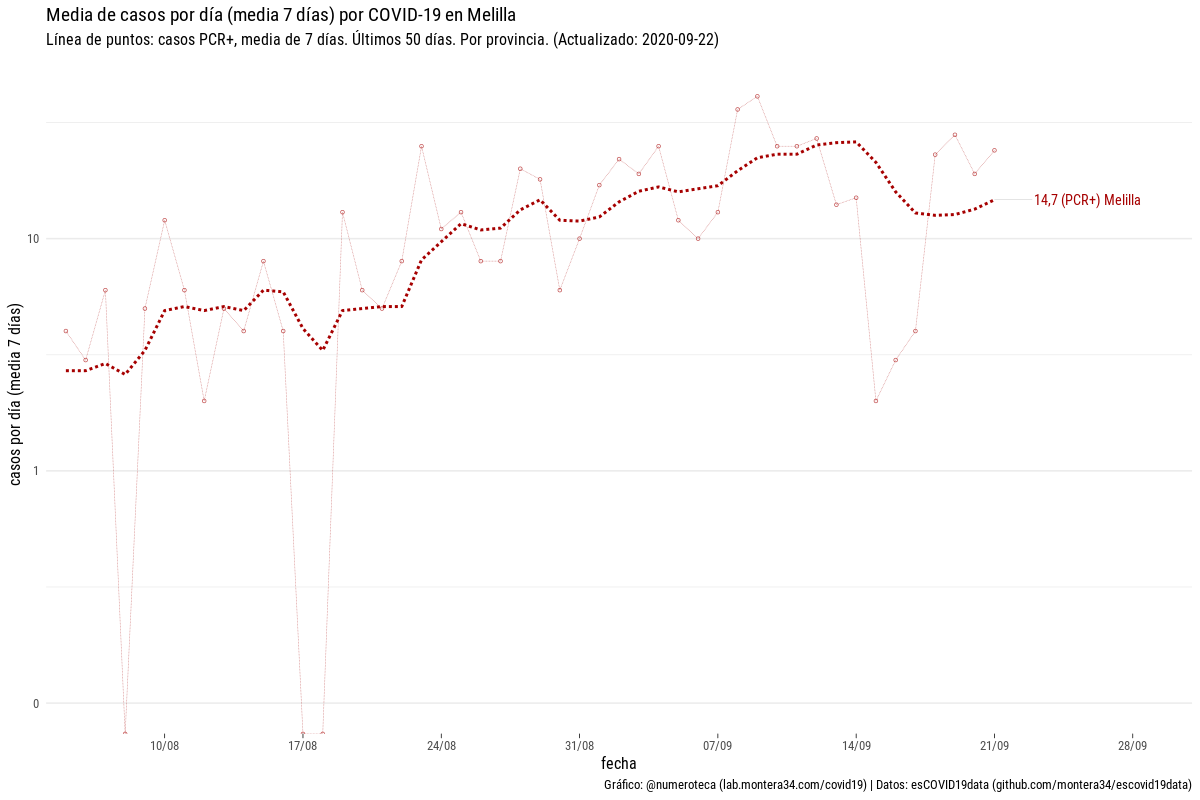 Media de casos por día (media 7 días) por COVID-19 en Melilla
Línea de puntos: casos PCR+, media de 7 días. Últimos 50 días. Por provincia. (Actualizado: 2020-09-22)
casos por día (media 7 días)
10
1
0
14,7 (PCR+) Melilla
10/08
17/08
24/08
31/08
07/09
14/09
21/09
28/09
fecha
Gráfico: @numeroteca (lab.montera34.com/covid19) | Datos: esCOVID19data (github.com/montera34/escovid19data)